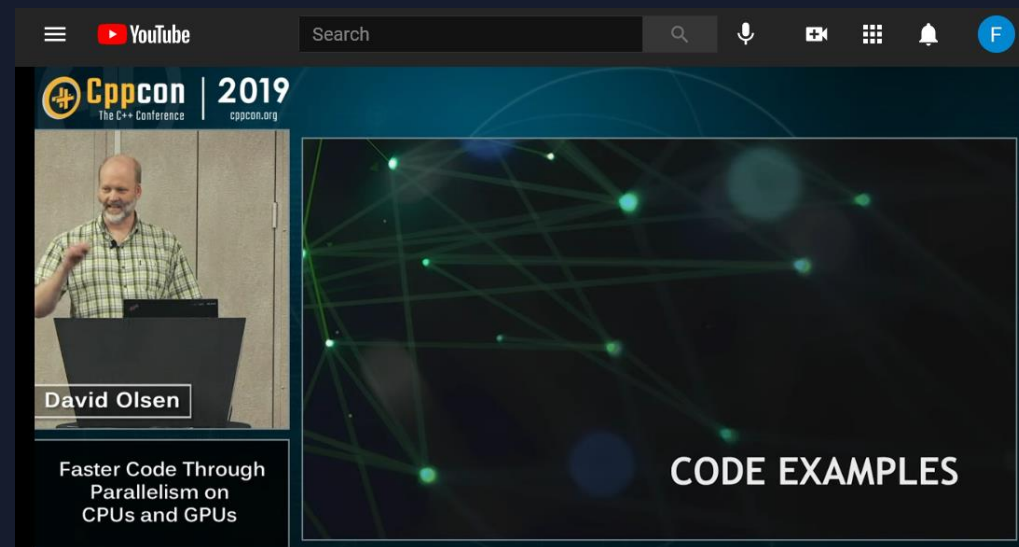 YouTube
Search
F
Cppcon
The C++ Conference
2019
cppcon.org
David Olsen
Faster Code Through
Parallelism on
CPUs and GPUs
CODE EXAMPLES